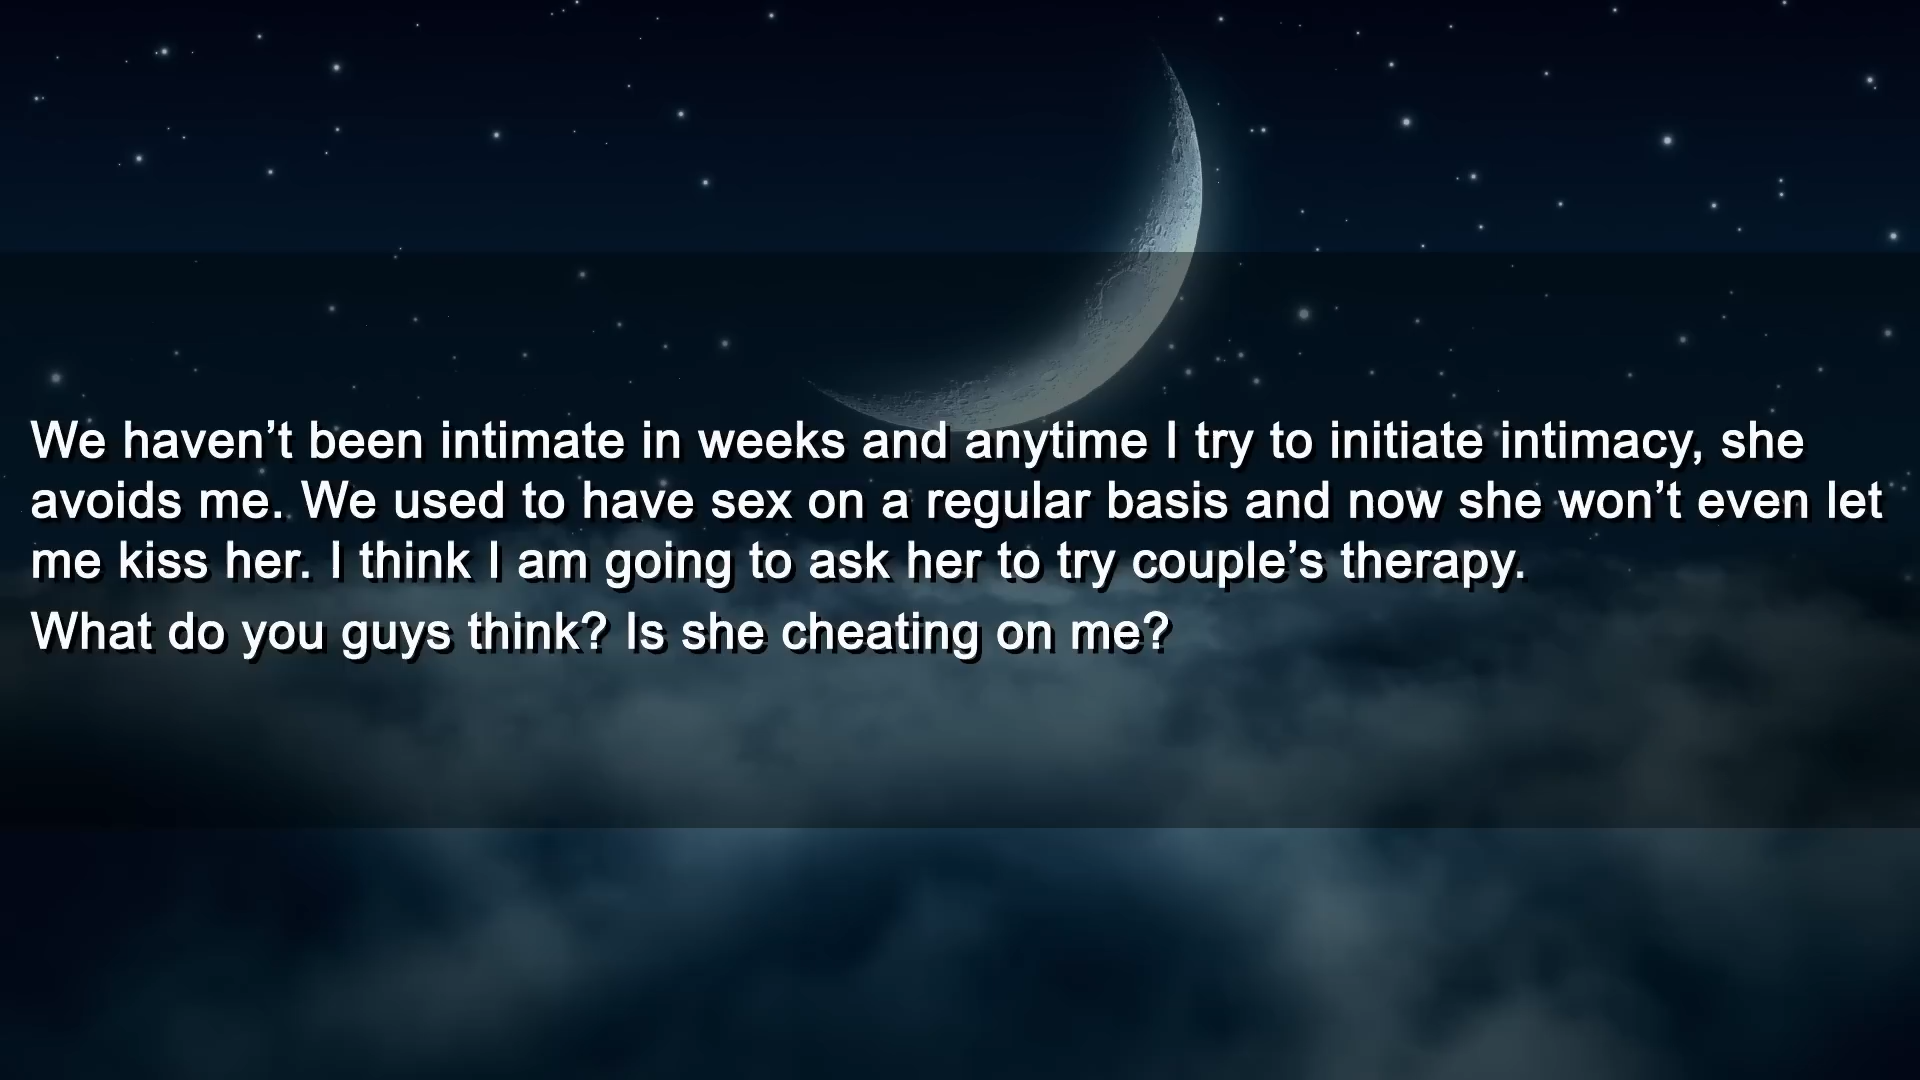 We haven’t been intimate in weeks and anytime I try to initiate intimacy, she
avoids me. We used to have sex on a regular basis and now she won’t even let
me kiss her. I think I am going to ask her to try couple’s therapy.
What do you guys think? Is she cheating on me?